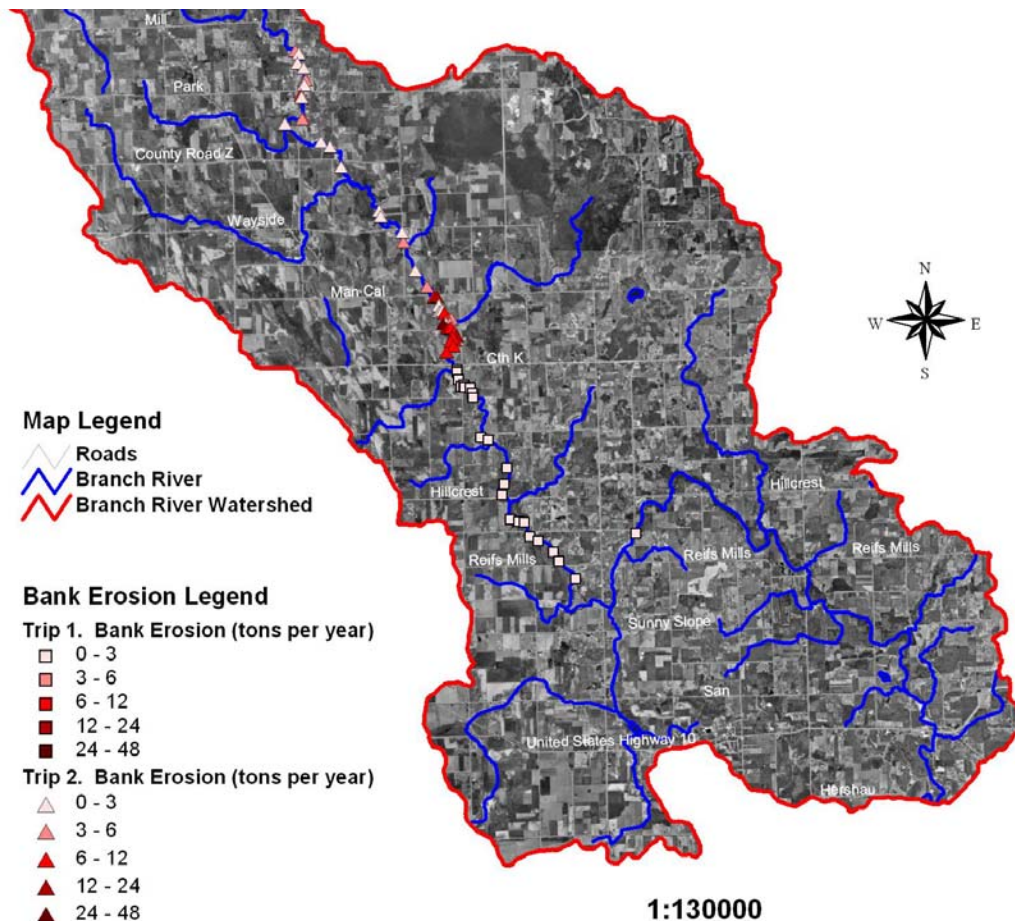 Mill
Park
County Road Z
Wayside
Man-Cal
Cth K
N
W E
S
Map Legend
Roads
Branch River
Branch River Watershed
Hillcrest
Hillcrest
Reifs Mills
Reifs Mills
Reifs Mills
Sunny Slope
San
United States Highway 10
Hershau
Bank Erosion Legend
Trip 1. Bank Erosion (tons per year)
0 - 3
3 - 6
6 - 12
12 - 24
24 - 48
Trip 2. Bank Erosion (tons per year)
0 - 3
3 - 6
6 - 12
12 - 24
24 - 48
1:130000